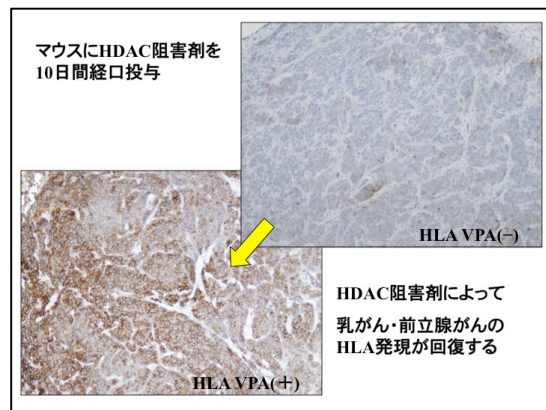 マウスにHDAC阻害剤を
10日間経口投与
HLA VPA(−)
HLA VPA(＋)
HDAC阻害剤によって
乳がん・前立腺がんの
HLA発現が回復する